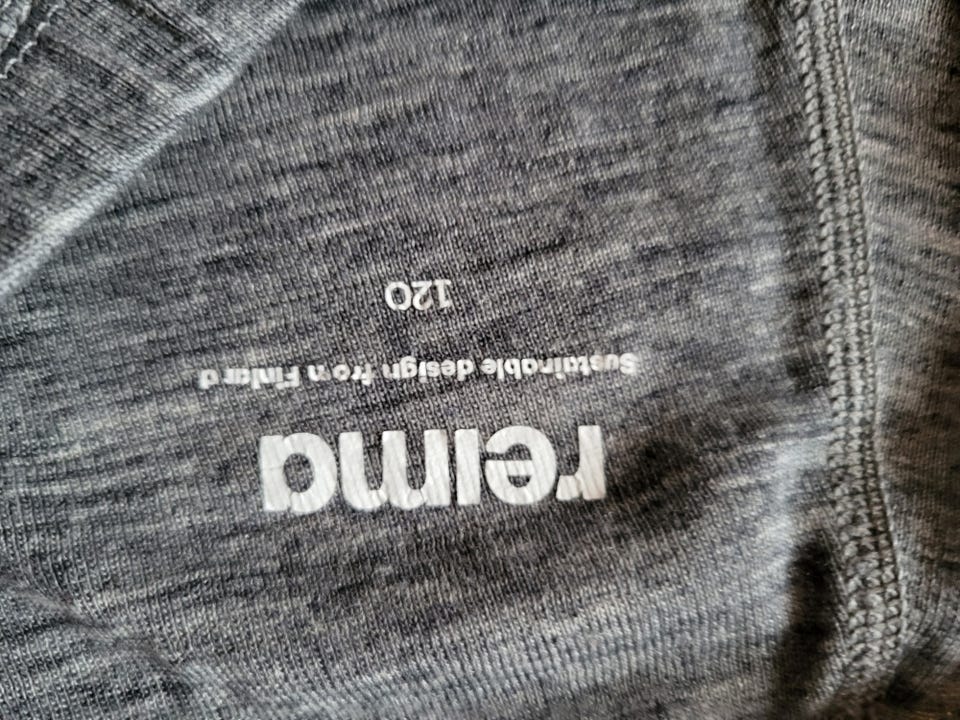 reima
Sustainable design from Finland
120